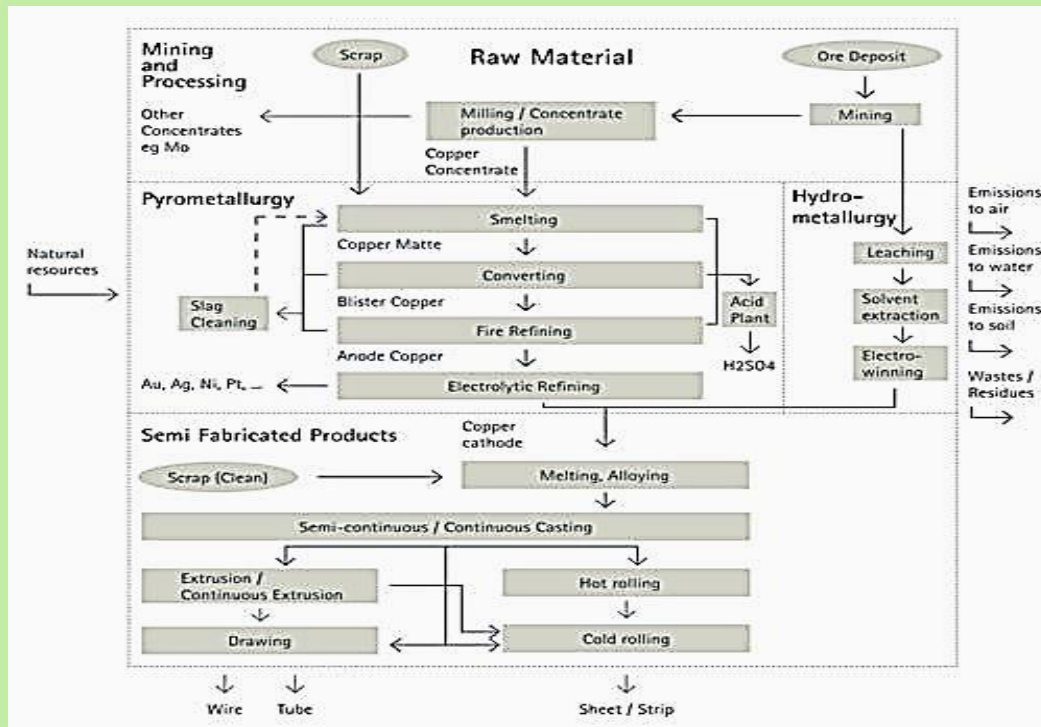 Mining
and
Processing
Scrap
Raw Material
Ore Deposit
Other
Concentrates
eg Mo
Milling / Concentrate
production
Mining
Copper
Concentrate
Pyrometallurgy
Hydro-
metallurgy
Emissions
to air
Smelting
Natural
resources
Copper Matte
Leaching
Emissions
to water
Converting
Slag
Cleaning
Blister Copper
Acid
Plant
Solvent
extraction
Emissions
to soil
Fire Refining
Anode Copper
H2SO4
Electro-
winning
Au, Ag, Ni, Pt, ...
Electrolytic Refining
Wastes /
Residues
Semi Fabricated Products
Copper
cathode
Scrap (Clean)
Melting, Alloying
Semi-continuous / Continuous Casting
Extrusion /
Continuous Extrusion
Hot rolling
Drawing
Cold rolling
Wire
Tube
Sheet / Strip